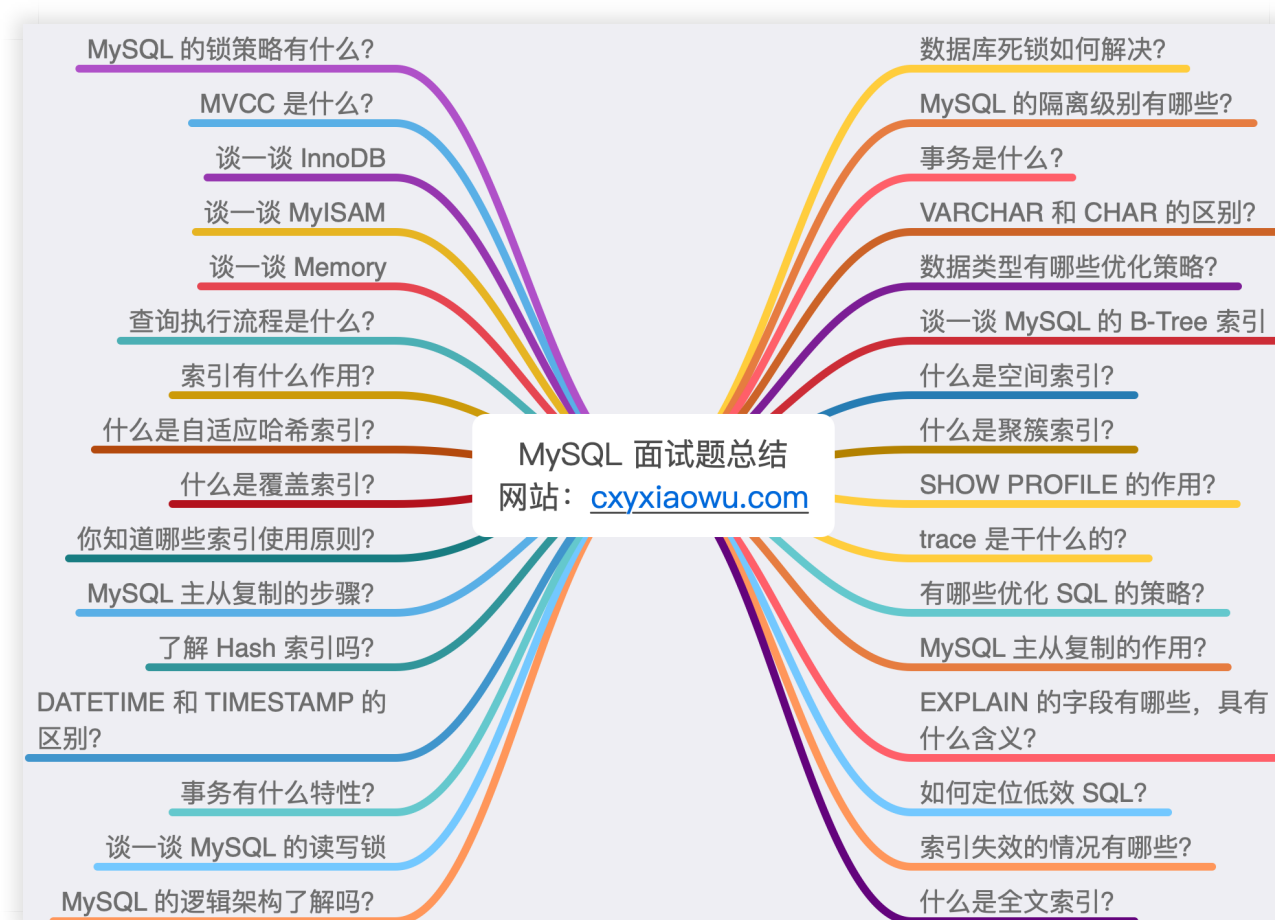 MySQL 的锁策略有什么?
MVCC 是什么?
谈一谈 InnoDB
谈一谈 MyISAM
谈一谈 Memory
查询执行流程是什么?
索引有什么作用?
什么是自适应哈希索引?
什么是覆盖索引?
你知道哪些索引使用原则?
MySQL 主从复制的步骤?
了解 Hash 索引吗?
DATETIME 和 TIMESTAMP 的
区别?
事务有什么特性?
谈一谈 MySQL 的读写锁
MySQL 的逻辑架构了解吗?
MySQL 面试题总结
网站：cxyxiaowu.com
数据库死锁如何解决?
MySQL 的隔离级别有哪些?
事务是什么?
VARCHAR 和 CHAR 的区别?
数据类型有哪些优化策略?
谈一谈 MySQL 的 B-Tree 索引
什么是空间索引?
什么是聚簇索引?
SHOW PROFILE 的作用?
trace 是干什么的?
有哪些优化 SQL 的策略?
MySQL 主从复制的作用?
EXPLAIN 的字段有哪些，具有
什么含义?
如何定位低效 SQL?
索引失效的情况有哪些?
什么是全文索引?